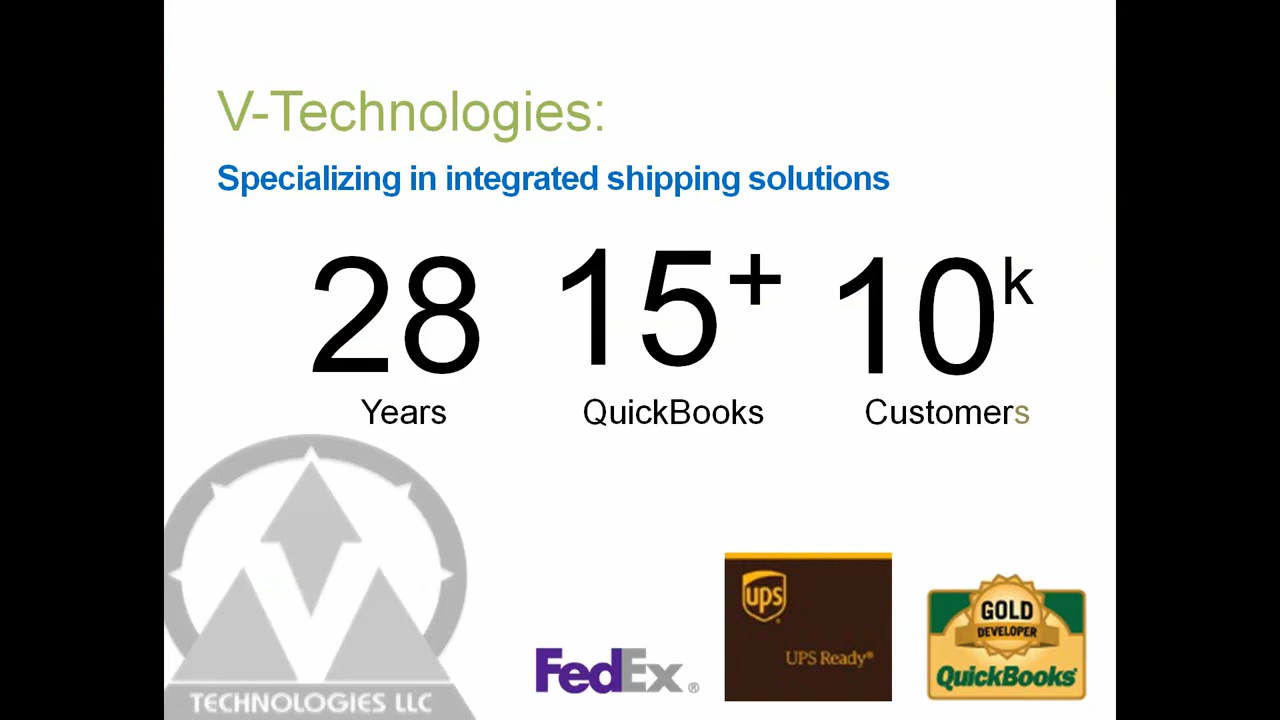 V-Technologies:
Specializing in integrated shipping solutions
28 15+ 10k
Years QuickBooks Customers
TECHNOLOGIES LLC
FedEx®
ups
UPS Ready®
GOLD
DEVELOPER
QuickBooks